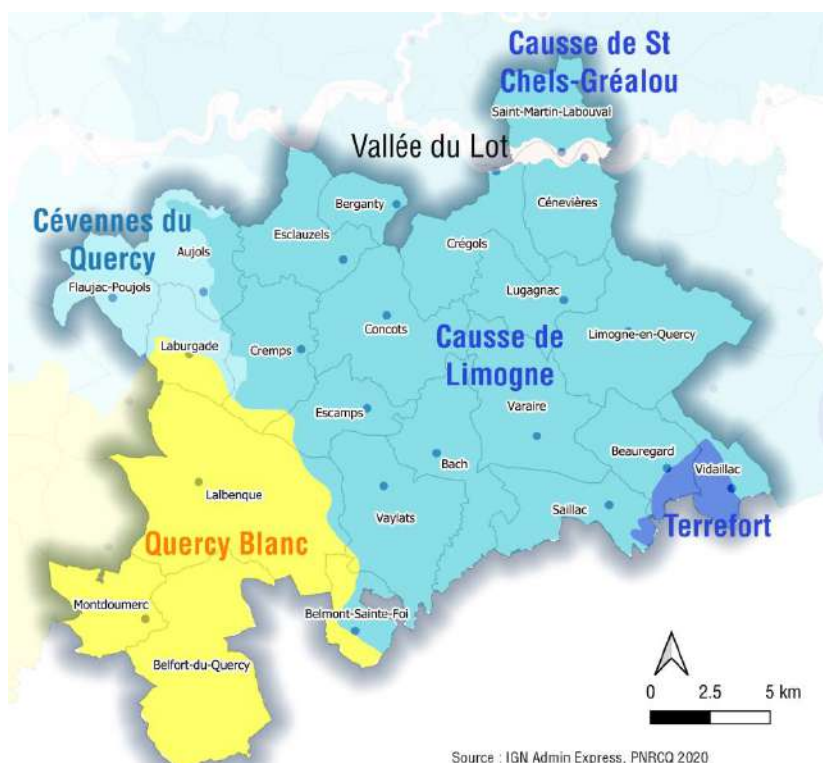 Causse de St
Chels-Gréalou
Saint-Martin-Labouval
Vallée du Lot
Berganty
Cénevières
Cévennes du
Quercy
Esclauzels
Aujols
Crégols
Flaujac-Poujols
Lugagnac
Concots
Limogne-en-Quercy
Laburgade
Cremps
Causse de
Limogne
Escamps
Varaire
Beauregard
Bach
Vidaillac
Lalbenque
Vaylats
Saillac
Terrefort
Quercy Blanc
Montdoumerc
Belmont-Sainte-Foi
Belfort-du-Quercy
0 2.5 5 km
Source : IGN Admin Express, PNRCQ 2020